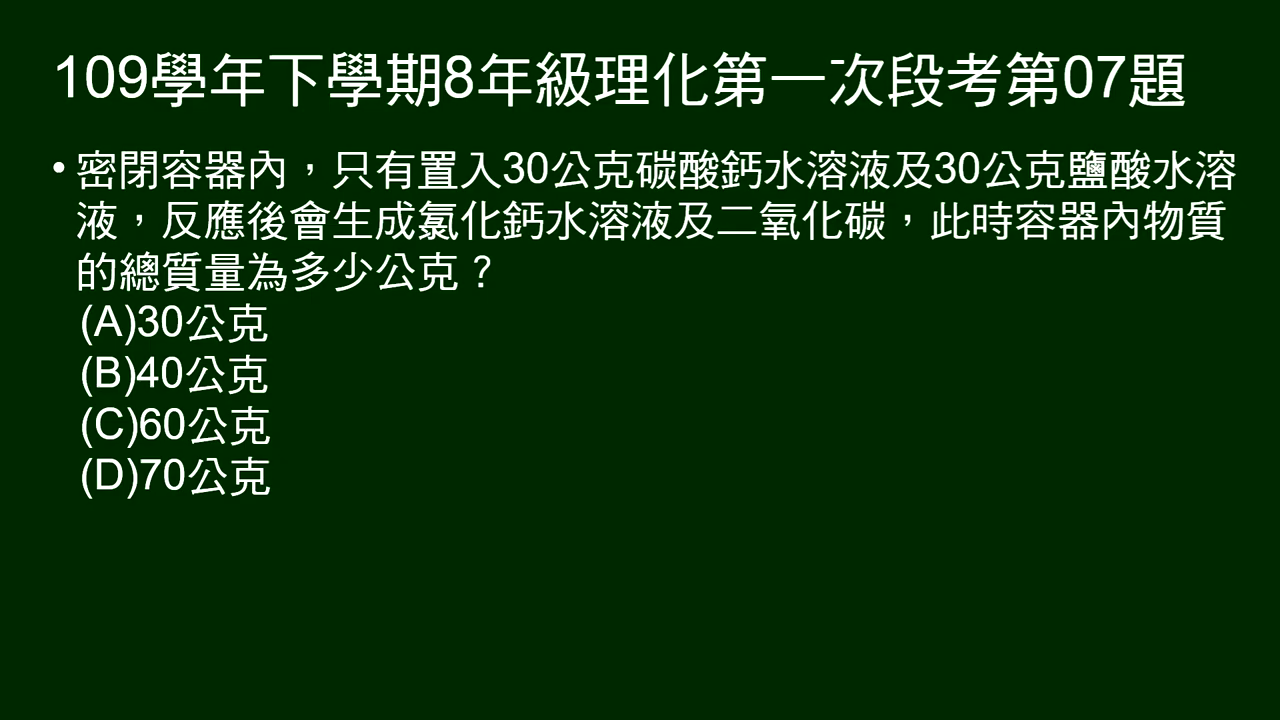 109學年下學期8年級理化第一次段考第07題
• 密閉容器內，只有置入30公克碳酸鈣水溶液及30公克鹽酸水溶
液，反應後會生成氯化鈣水溶液及二氧化碳，此時容器內物質
的總質量為多少公克？
(A)30公克
(B)40公克
(C)60公克
(D)70公克